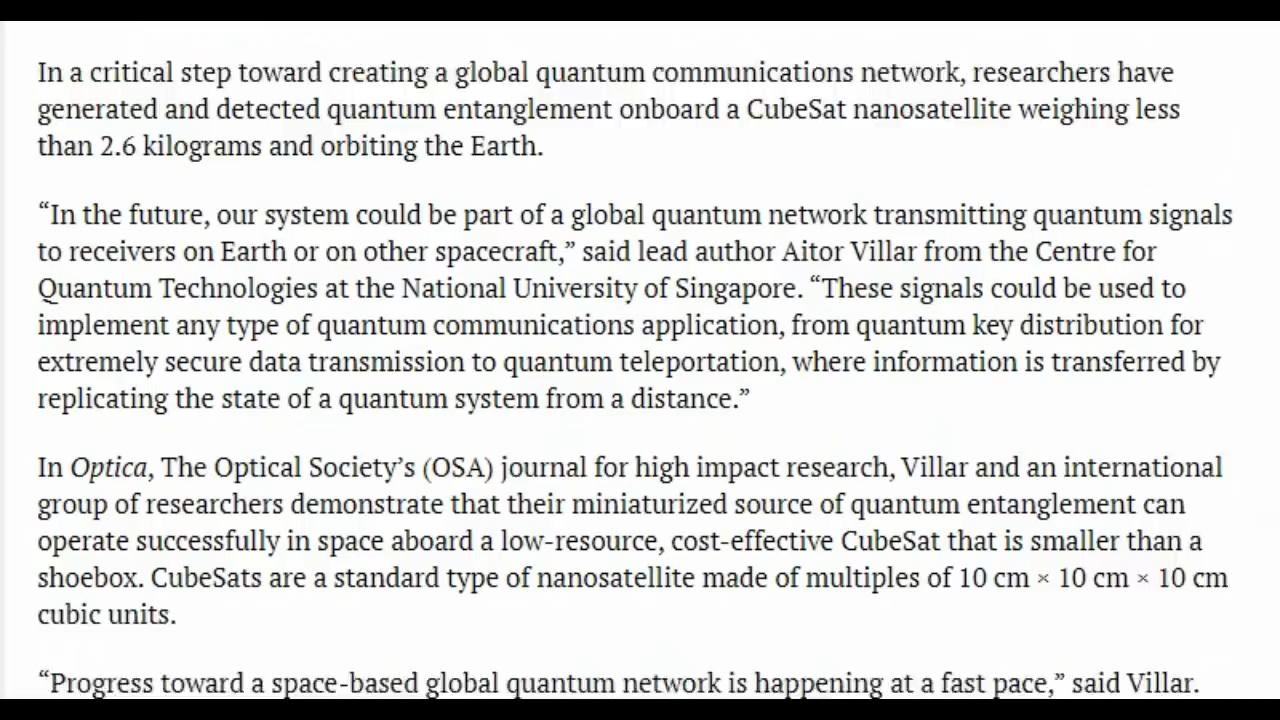 In a critical step toward creating a global quantum communications network, researchers have
generated and detected quantum entanglement onboard a CubeSat nanosatellite weighing less
than 2.6 kilograms and orbiting the Earth.
“In the future, our system could be part of a global quantum network transmitting quantum signals
to receivers on Earth or on other spacecraft,” said lead author Aitor Villar from the Centre for
Quantum Technologies at the National University of Singapore. “These signals could be used to
implement any type of quantum communications application, from quantum key distribution for
extremely secure data transmission to quantum teleportation, where information is transferred by
replicating the state of a quantum system from a distance.”
In Optica, The Optical Society’s (OSA) journal for high impact research, Villar and an international
group of researchers demonstrate that their miniaturized source of quantum entanglement can
operate successfully in space aboard a low-resource, cost-effective CubeSat that is smaller than a
shoebox. CubeSats are a standard type of nanosatellite made of multiples of 10 cm × 10 cm × 10 cm
cubic units.
“Progress toward a space-based global quantum network is happening at a fast pace,” said Villar.